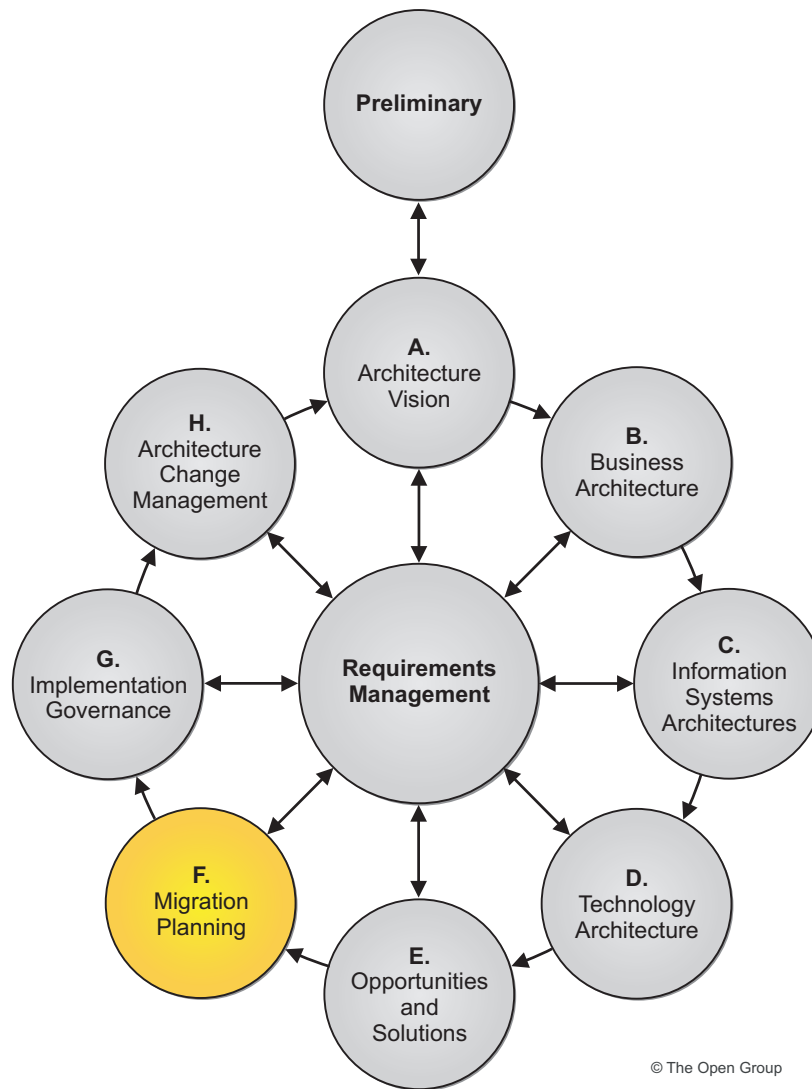 Preliminary
A.
Architecture
Vision
H.
Architecture
Change
Management
B.
Business
Architecture
Requirements
Management
G.
Implementation
Governance
C.
Information
Systems
Architectures
F.
Migration
Planning
D.
Technology
Architecture
E.
Opportunities
and
Solutions
© The Open Group